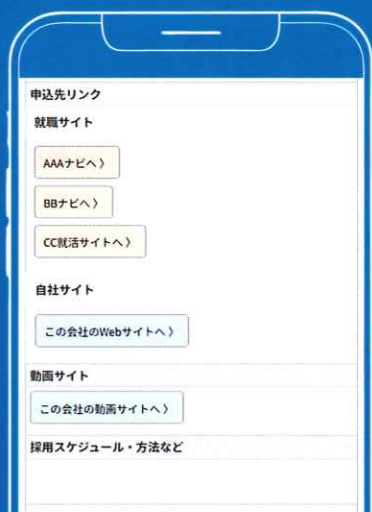 申込先リンク
就職サイト
AAAナビへ 〉
BBナビへ 〉
CC就活サイトへ 〉
自社サイト
この会社のWebサイトへ 〉
動画サイト
この会社の動画サイトへ 〉
採用スケジュール・方法など